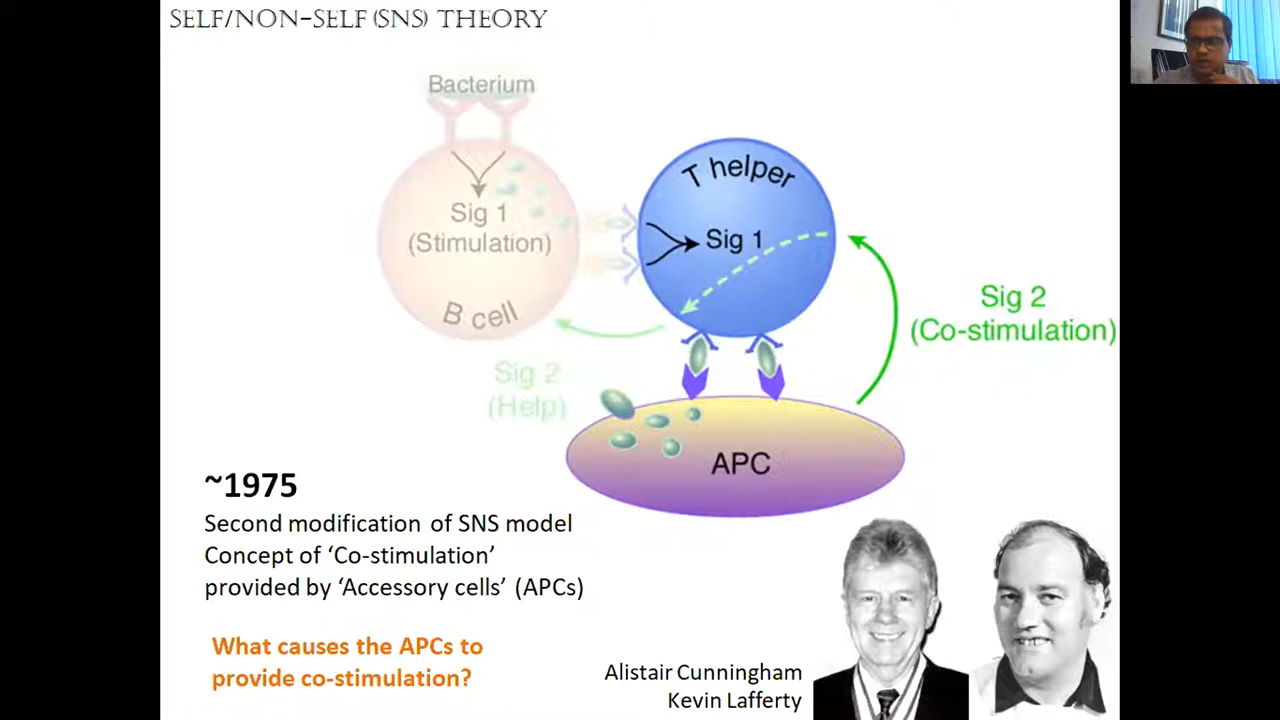 SELF/NON-SELF (SNS) THEORY
Bacterium
Sig 1
(Stimulation)
B cell
T helper
Sig 1
Sig 2
(Co-stimulation)
Sig 2
(Help)
APC
~1975
Second modification of SNS model
Concept of ‘Co-stimulation’
provided by ‘Accessory cells’ (APCs)
What causes the APCs to
provide co-stimulation?
Alistair Cunningham
Kevin Lafferty